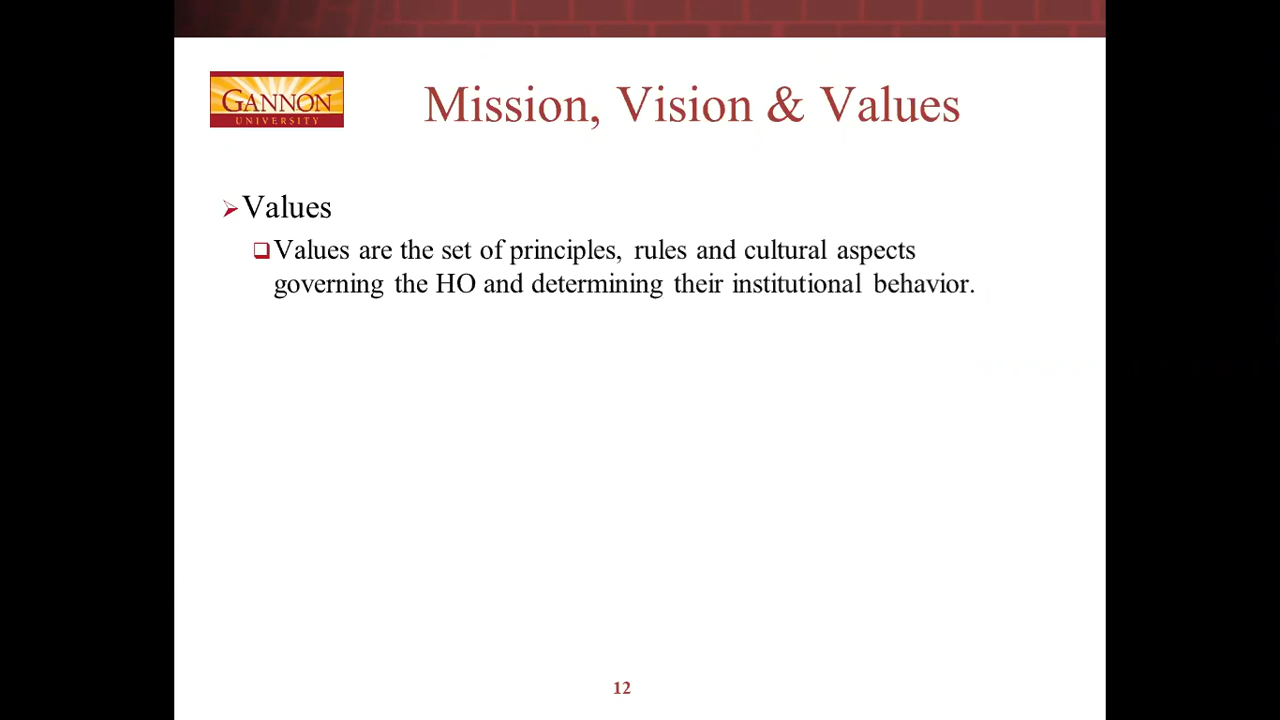 GANNON
UNIVERSITY
Mission, Vision & Values
Values
Values are the set of principles, rules and cultural aspects
governing the HO and determining their institutional behavior.
12